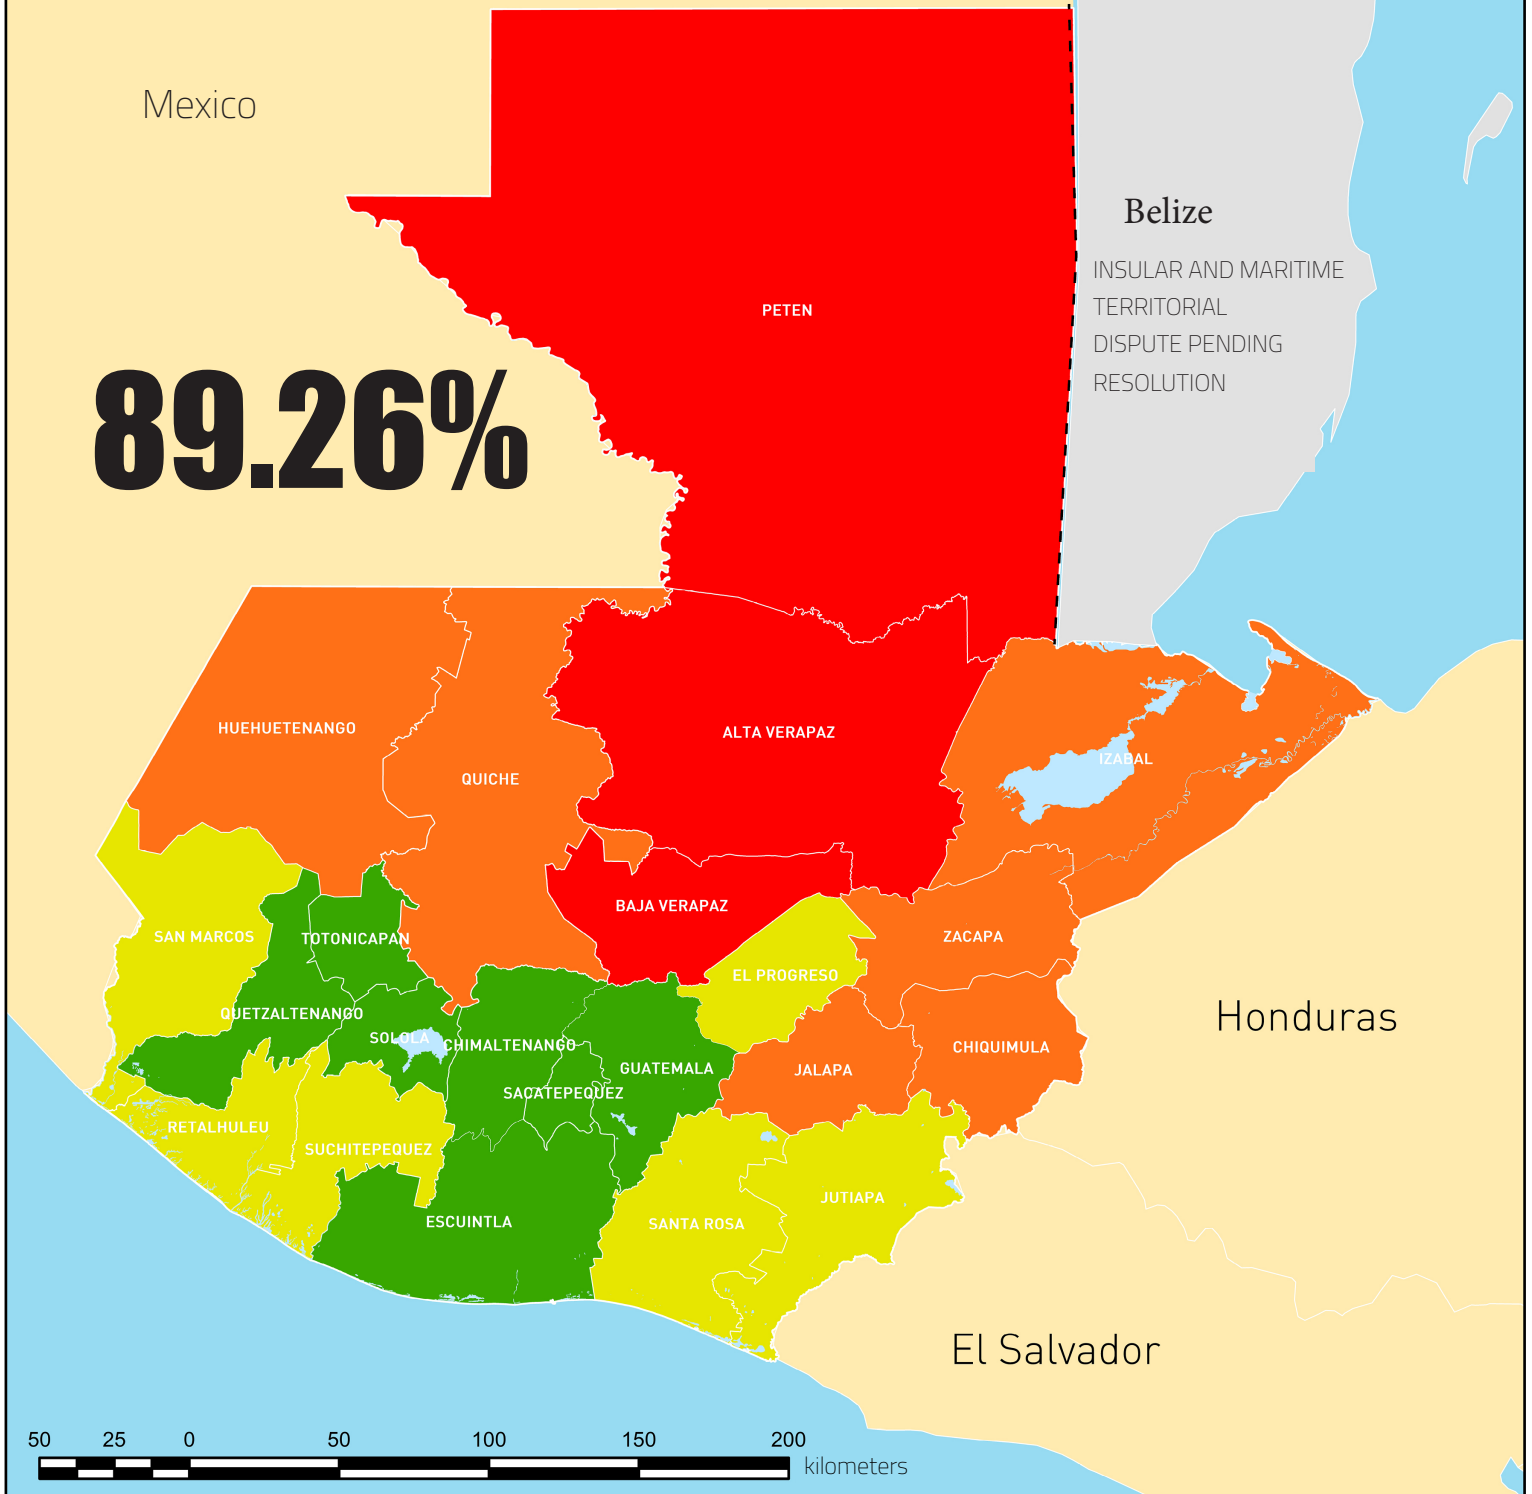 Mexico
Belize
INSULAR AND MARITIME
TERRITORIAL
DISPUTE PENDING
RESOLUTION
PETEN
89.26%
HUEHUETENANGO
QUICHE
ALTA VERAPAZ
IZABAL
BAJA VERAPAZ
SAN MARCOS
TOTONICAPAN
ZACAPA
EL PROGRESO
QUETZALTENANGO
SOLOLA
CHIMALTENANGO
GUATEMALA
JALAPA
CHIQUIMULA
Honduras
SACATEPEQUEZ
RETALHULEU
SUCHITEPEQUEZ
ESCUINTLA
SANTA ROSA
JUTIAPA
El Salvador
50 25 0 50 100 150 200
kilometers